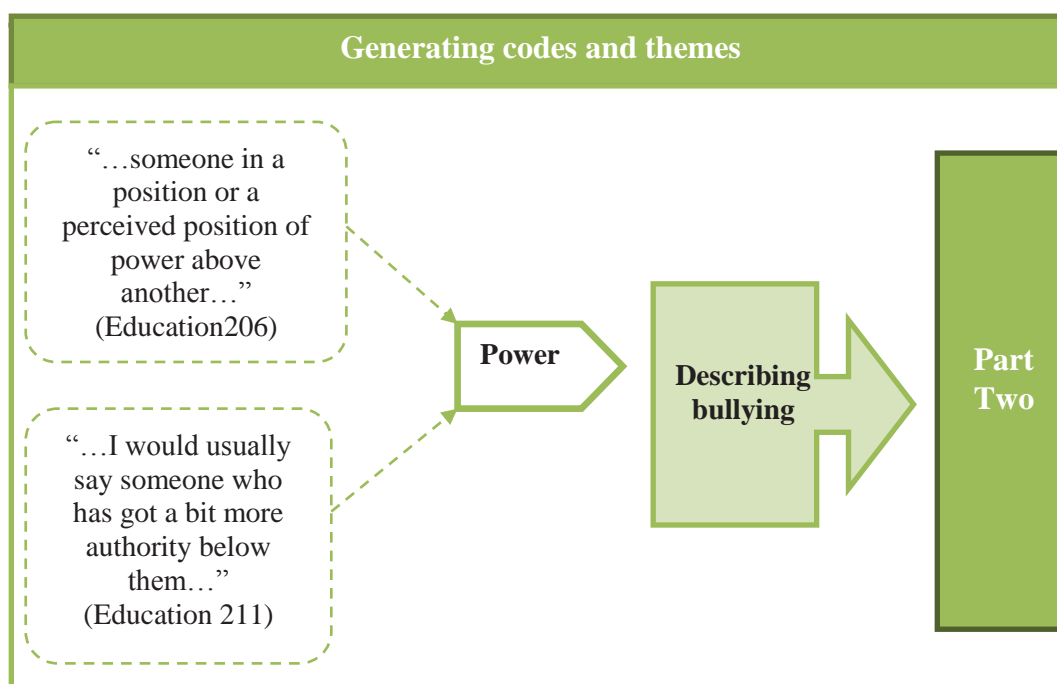 Generating codes and themes
“…someone in a
position or a
perceived position of
power above
another…”
(Education206)
“…I would usually
say someone who
has got a bit more
authority below
them…”
(Education 211)
Power
Describing
bullying
Part
Two